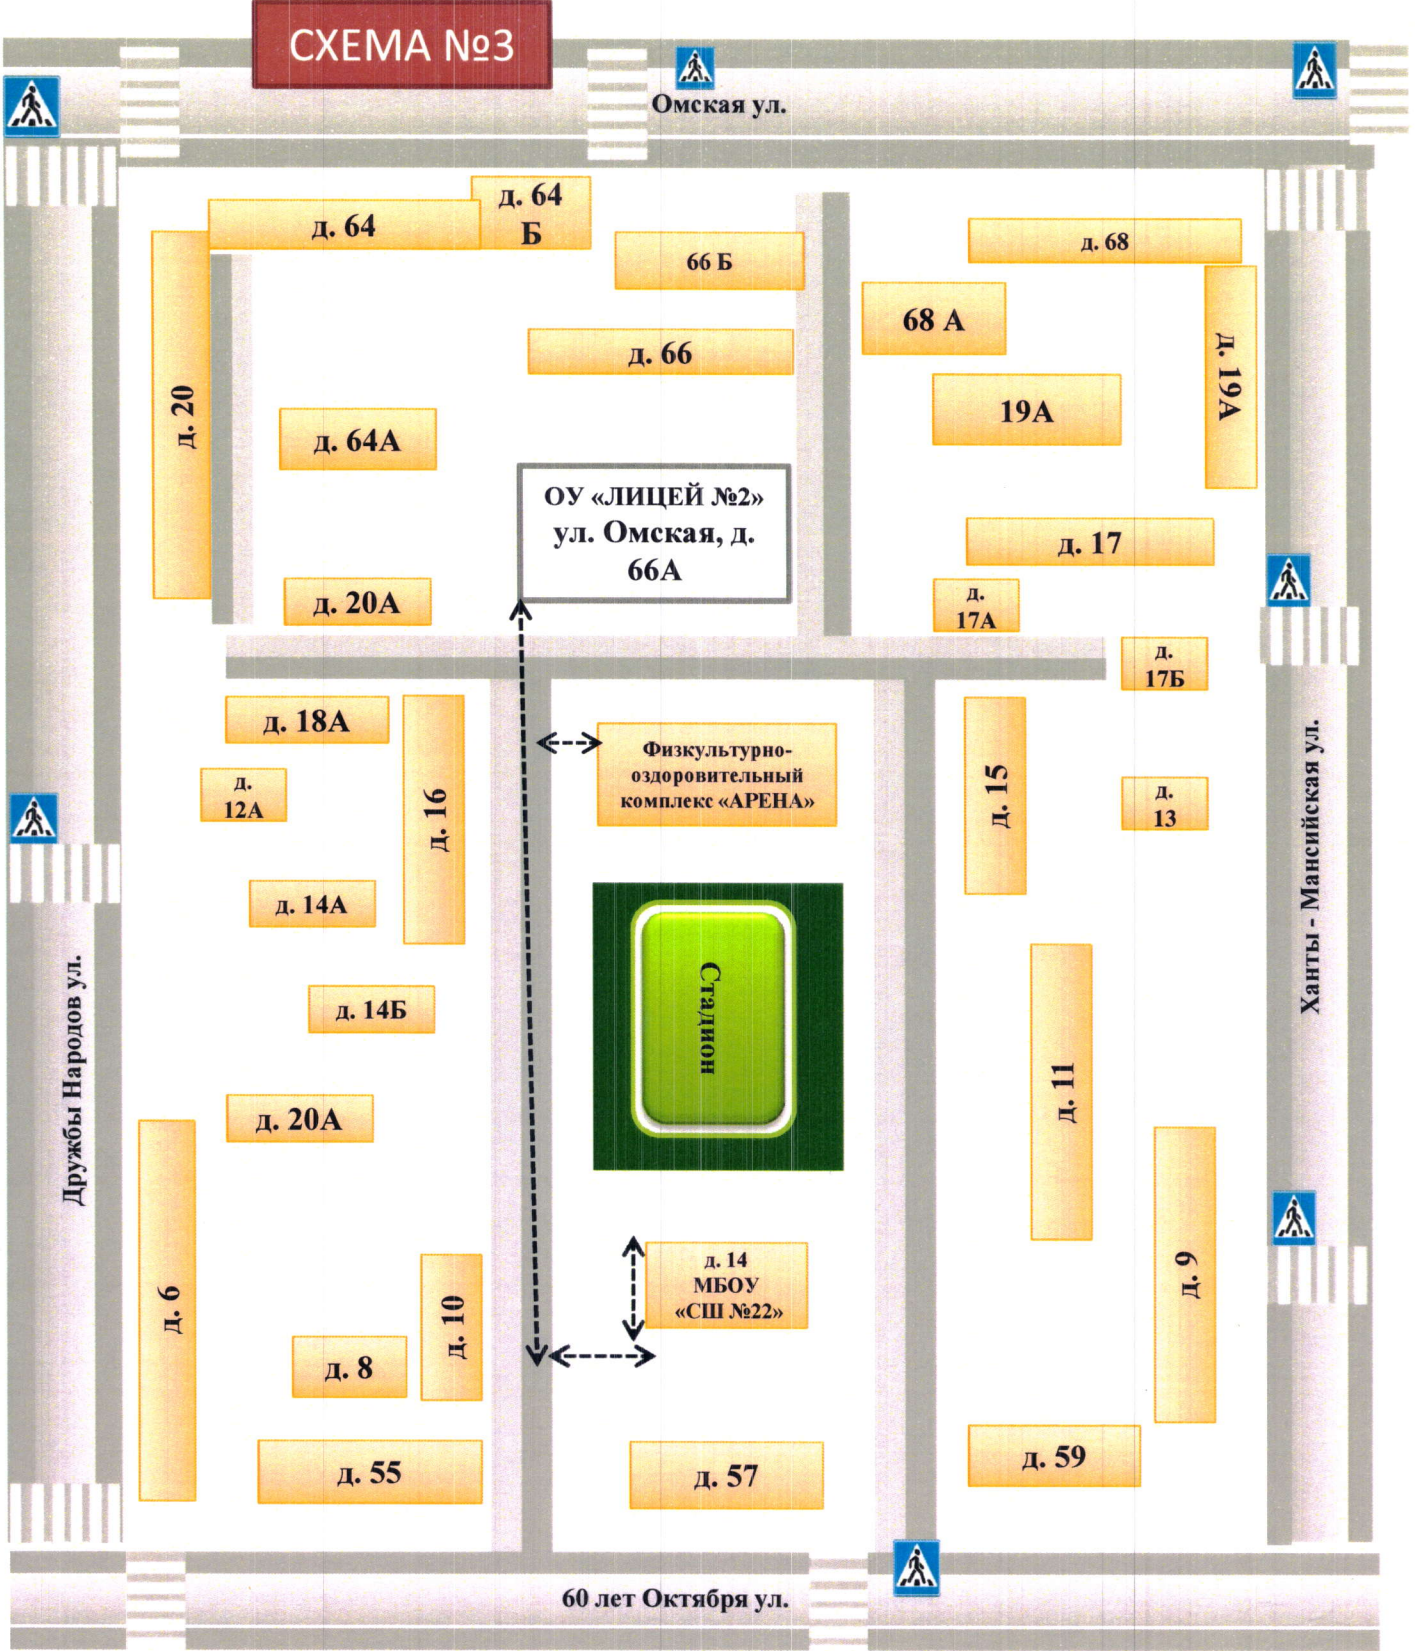 СХЕМА №3
Омская ул.
д. 64
д. 64
Б
66 Б
д. 68
68 А
д. 66
д. 19А
19А
д. 20
д. 64А
ОУ «ЛИЦЕЙ №2»
ул. Омская, д.
66А
д. 17
д. 20А
д.
17А
д.
17Б
д. 18А
д. 16
Физкультурно-
оздоровительный
комплекс «АРЕНА»
д. 15
д.
12А
д.
13
Ханты - Мансийская ул.
д. 14А
Стадион
д. 14Б
Дружбы Народов ул.
д. 11
д. 20А
д. 6
д. 10
д. 14
МБОУ
«СШ №22»
д. 9
д. 8
д. 55
д. 57
д. 59
60 лет Октября ул.